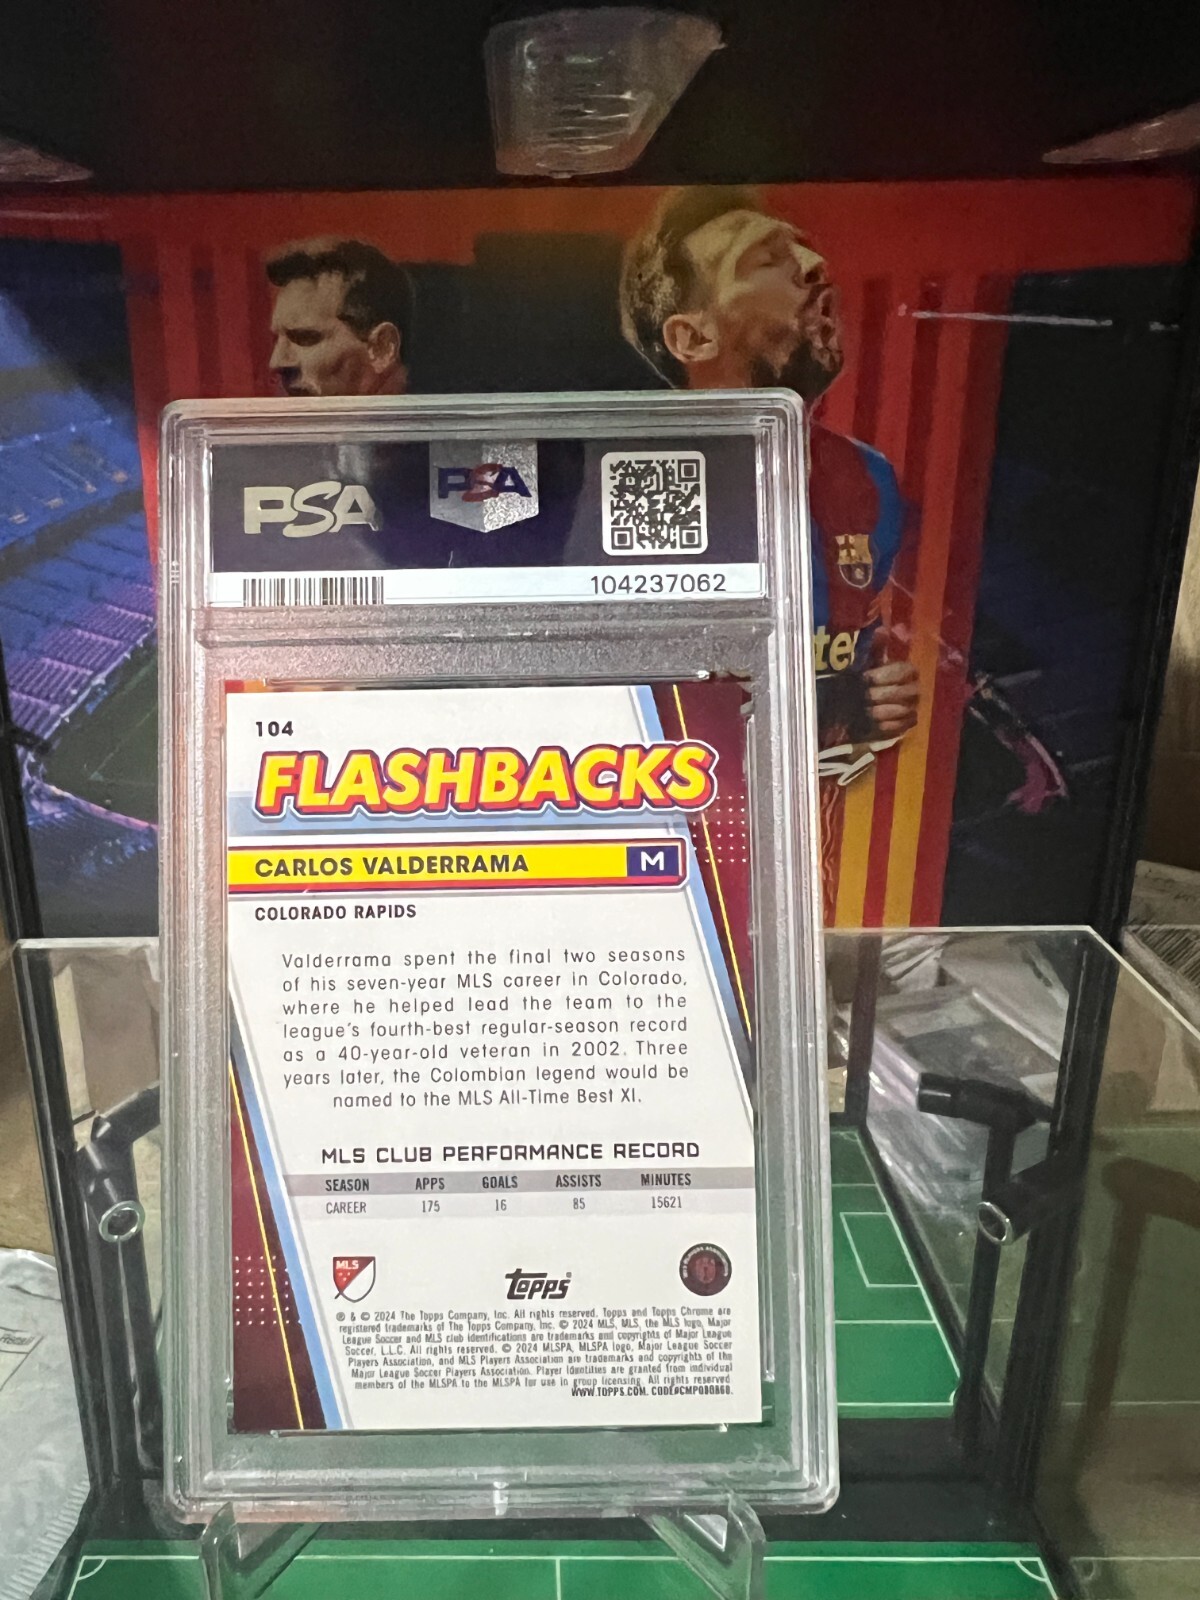 PSA
PSA
104237062
104
FLASHBACKS
CARLOS VALDERRAMA
M
COLORADO RAPIDS
Valderrama spent the final two seasons
of his seven-year MLS career in Colorado,
where he helped lead the team to the
league's fourth-best regular-season record
as a 40-year-old veteran in 2002. Three
years later, the Colombian legend would be
named to the MLS All-Time Best XI.
MLS CLUB PERFORMANCE RECORD
SEASON APPS GOALS ASSISTS MINUTES
CAREER 175 16 85 15621
MLS
topps
® & © 2024 The Topps Company, Inc. All rights reserved. Topps and Topps Chrome are
registered trademarks of The Topps Company, Inc. © 2024 MLS, MLS, the MLS logo, Major
League Soccer and MLS club identifications are trademarks and copyrights of Major League
Soccer, L.L.C. All rights reserved. © 2024 MLSPA, MLSPA logo, Major League Soccer
Players Association, and MLS Players Association are trademarks and copyrights of the
Major League Soccer Players Association. Player identities are granted from individual
members of the MLSPA to the MLSPA for use in group licensing. All rights reserved
WWW.TOPPS.COM. CODE#CMP080860.